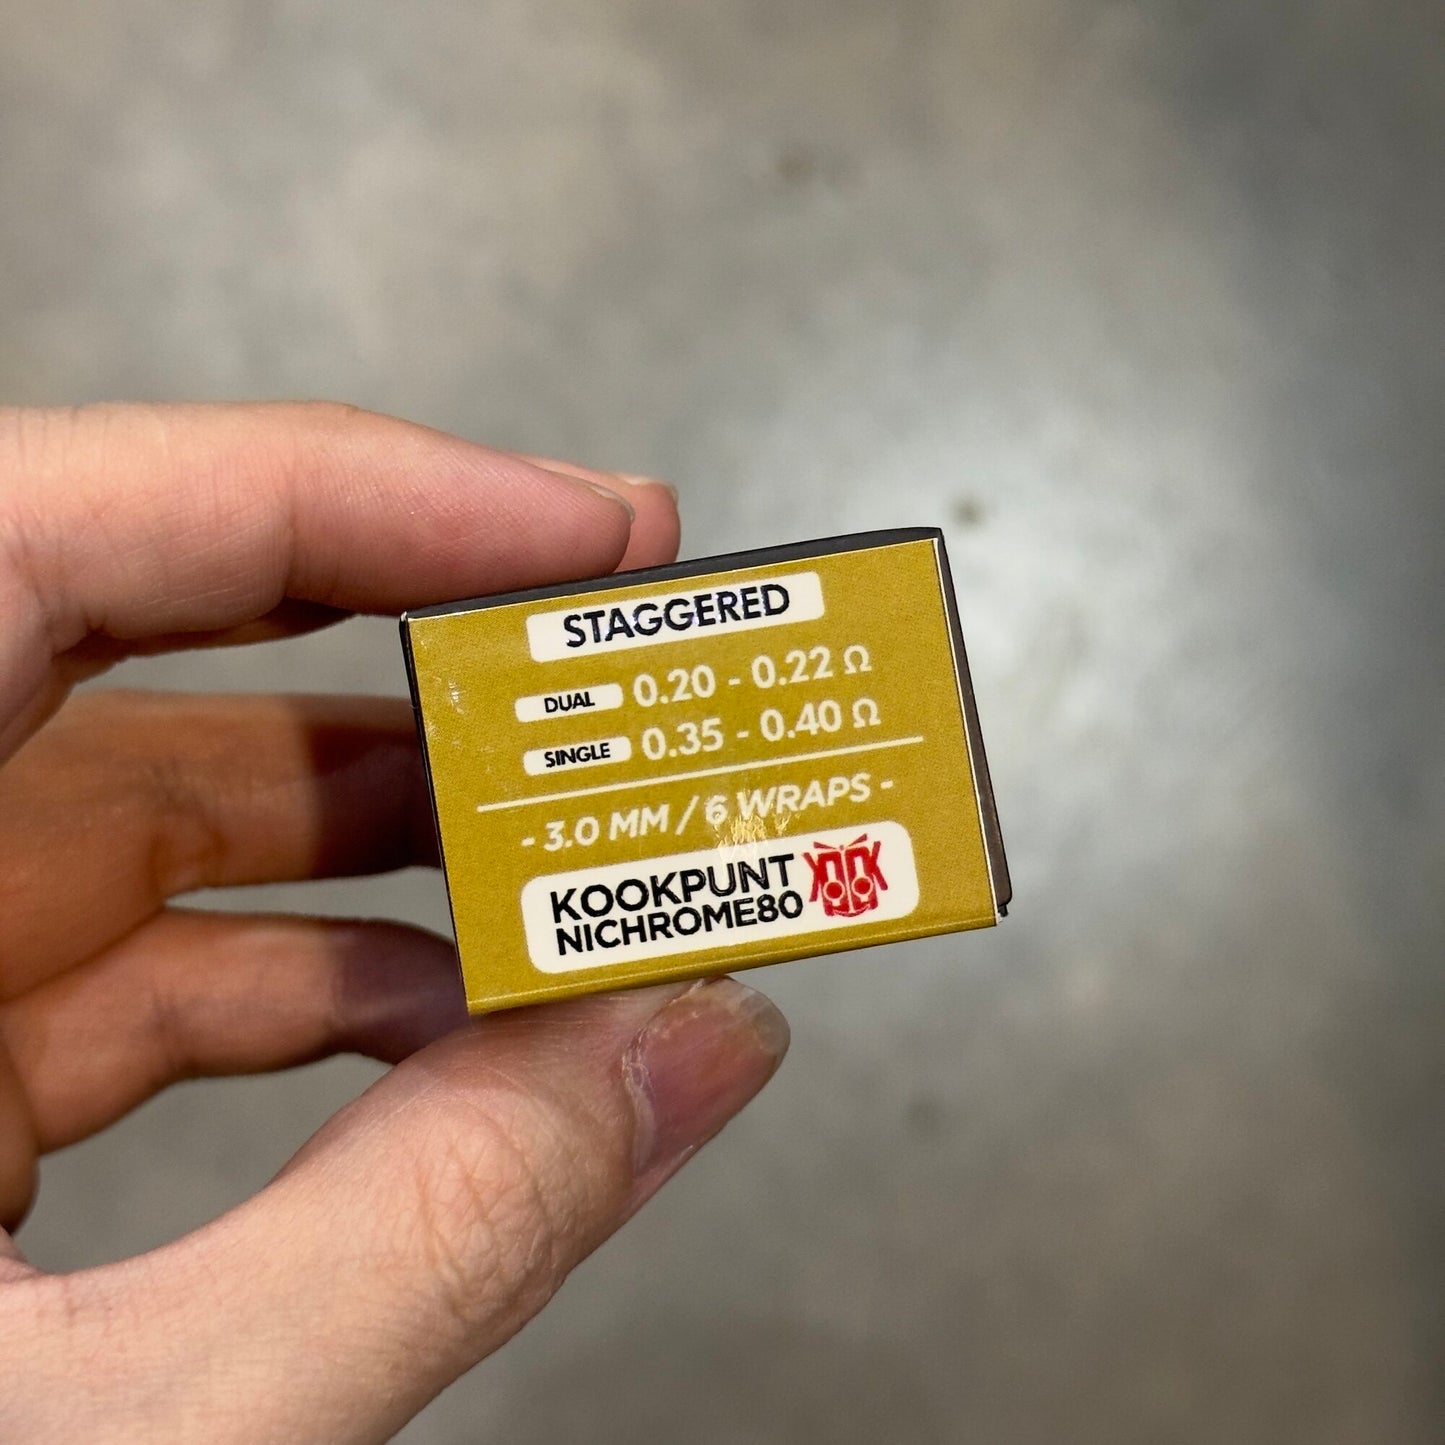 STAGGERED
DUAL 0.20 - 0.22 Ω
SINGLE 0.35 - 0.40 Ω
- 3.0 MM / 6 WRAPS -
KOOKPUNT
NICHROME80